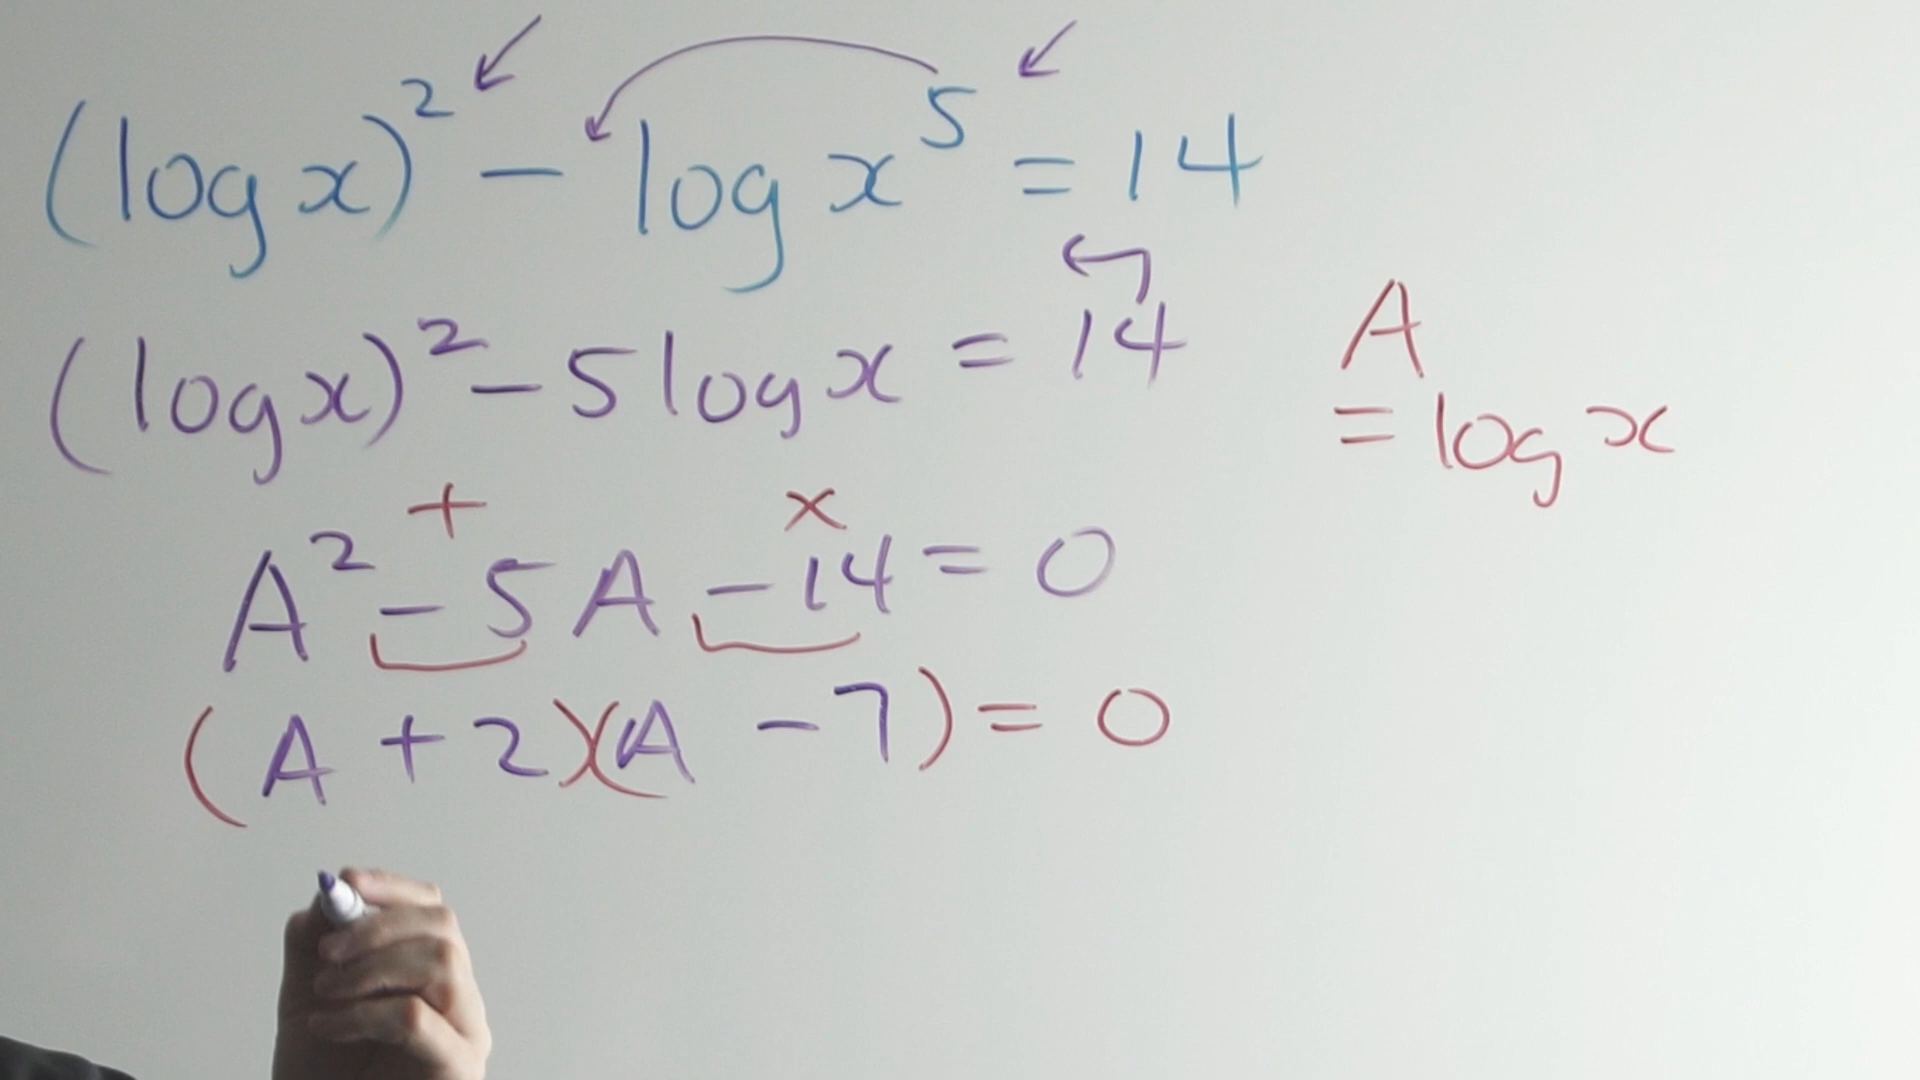 (log x)² − log x⁵ = 14
(log x)² − 5 log x = 14
A
= log x
+ ×
A² − 5A − 14 = 0
(A + 2)(A − 7) = 0